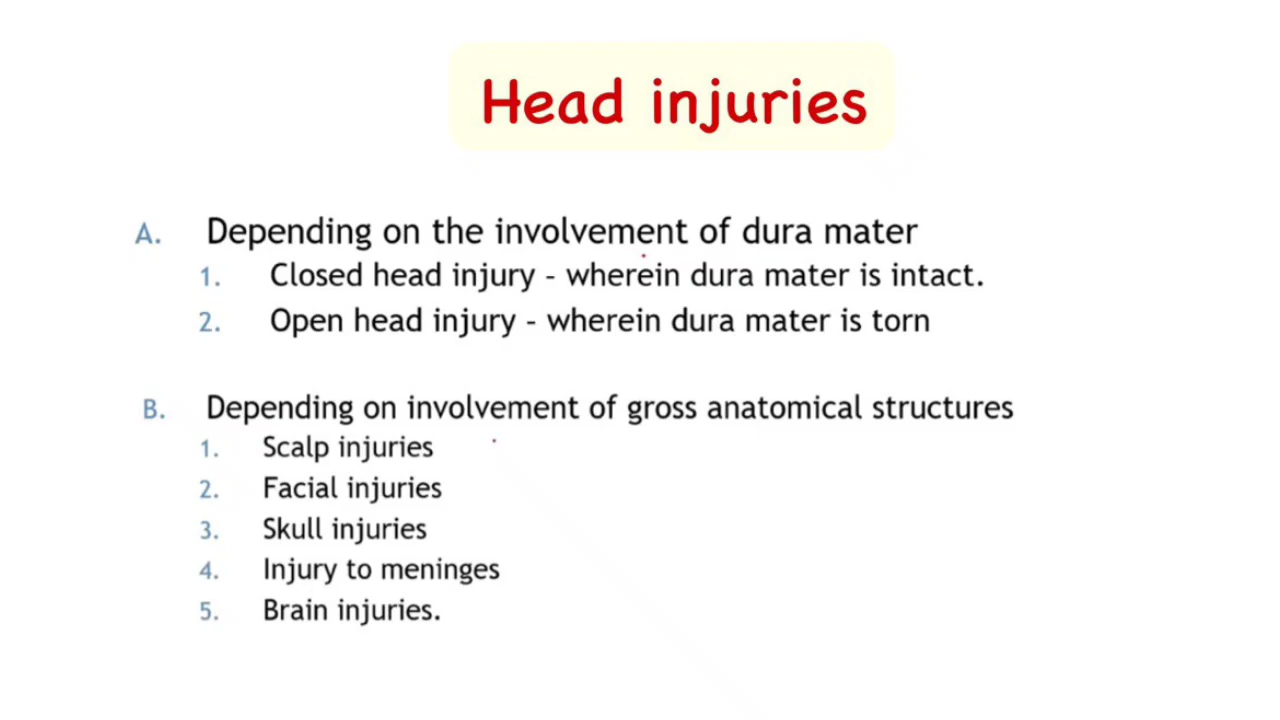 Head injuries
A. Depending on the involvement of dura mater
1. Closed head injury - wherein dura mater is intact.
2. Open head injury - wherein dura mater is torn
B. Depending on involvement of gross anatomical structures
1. Scalp injuries
2. Facial injuries
3. Skull injuries
4. Injury to meninges
5. Brain injuries.